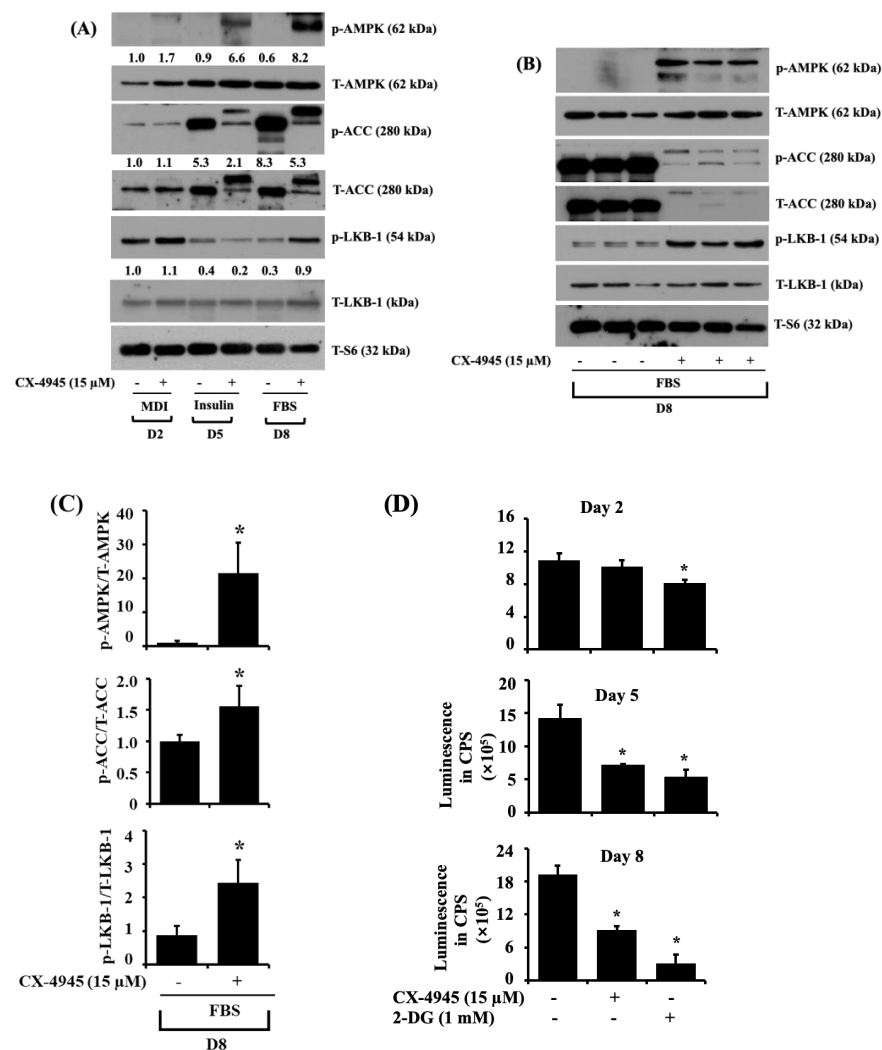 (A)
p-AMPK (62 kDa)
1.0 1.7 0.9 6.6 0.6 8.2
T-AMPK (62 kDa)
p-ACC (280 kDa)
1.0 1.1 5.3 2.1 8.3 5.3
T-ACC (280 kDa)
p-LKB-1 (54 kDa)
1.0 1.1 0.4 0.2 0.3 0.9
T-LKB-1 (kDa)
T-S6 (32 kDa)
CX-4945 (15 µM) - + - + - +
MDI Insulin FBS
D2 D5 D8
(B)
p-AMPK (62 kDa)
T-AMPK (62 kDa)
p-ACC (280 kDa)
T-ACC (280 kDa)
p-LKB-1 (54 kDa)
T-LKB-1 (kDa)
T-S6 (32 kDa)
CX-4945 (15 µM) - - - + + +
FBS
D8
(C)
p-AMPK/T-AMPK
40
30
20
10
0
*
p-ACC/T-ACC
2.0
1.5
1.0
0.5
0
*
p-LKB-1/T-LKB-1
4
3
2
1
0
*
CX-4945 (15 µM) - +
FBS
D8
(D)
Day 2
16
12
8
4
0
*
Day 5
Luminescence
in CPS
(×10⁵)
20
15
10
5
0
* *
Day 8
Luminescence
in CPS
(×10⁵)
24
18
12
6
0
* *
CX-4945 (15 µM) - + -
2-DG (1 mM) - - +